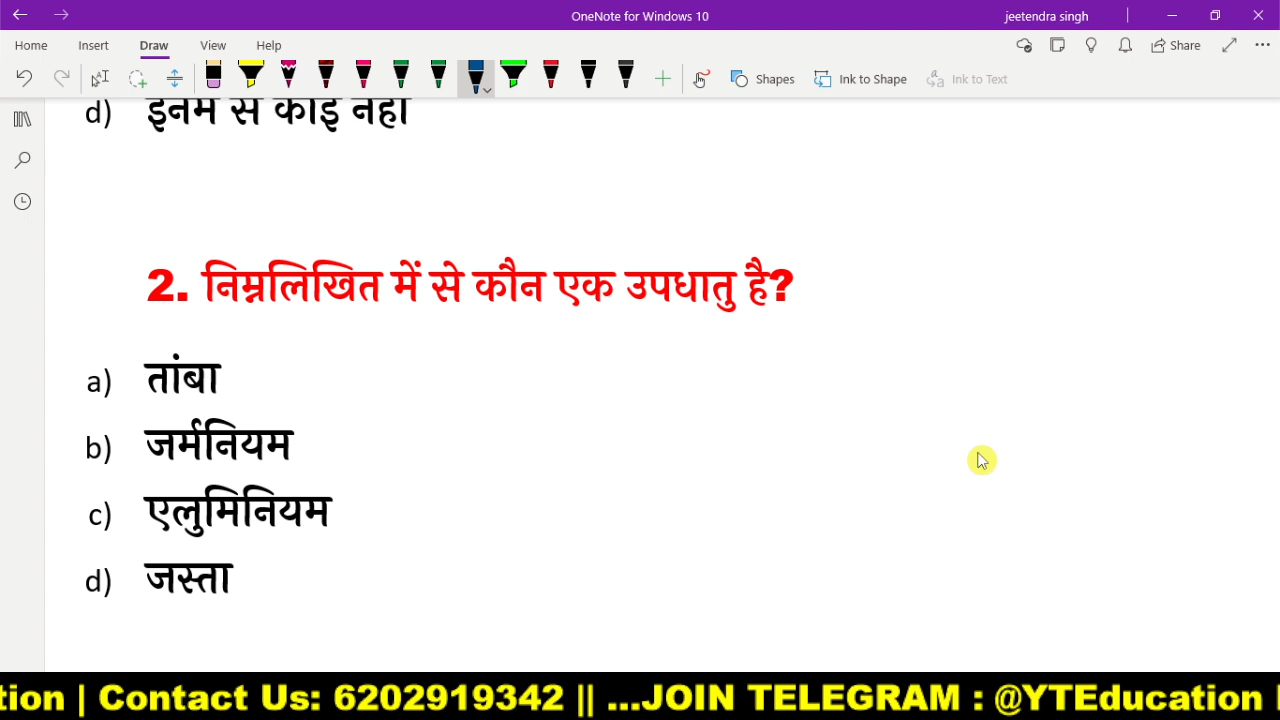 OneNote for Windows 10
jeetendra singh
Home Insert Draw View Help
Share
Shapes
Ink to Shape
Ink to Text
d) इनमें से कोई नहीं
2. निम्नलिखित में से कौन एक उपधातु है?
a) तांबा
b) जर्मनियम
c) एलुमिनियम
d) जस्ता
tion | Contact Us: 6202919342 || ...JOIN TELEGRAM : @YTEducation